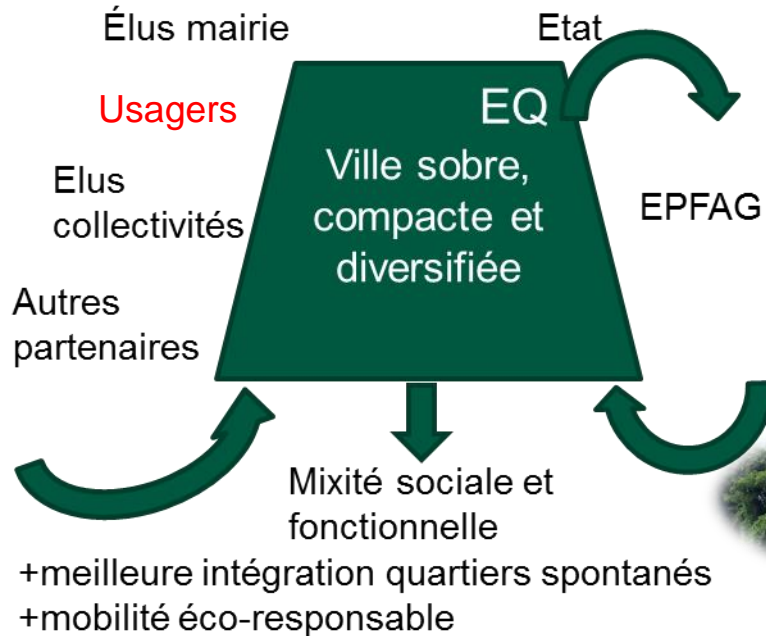 Élus mairie
Etat
Usagers
EQ
Ville sobre,
compacte et
diversifiée
Elus
collectivités
EPFAG
Autres
partenaires
Mixité sociale et
fonctionnelle
+meilleure intégration quartiers spontanés
+mobilité éco-responsable